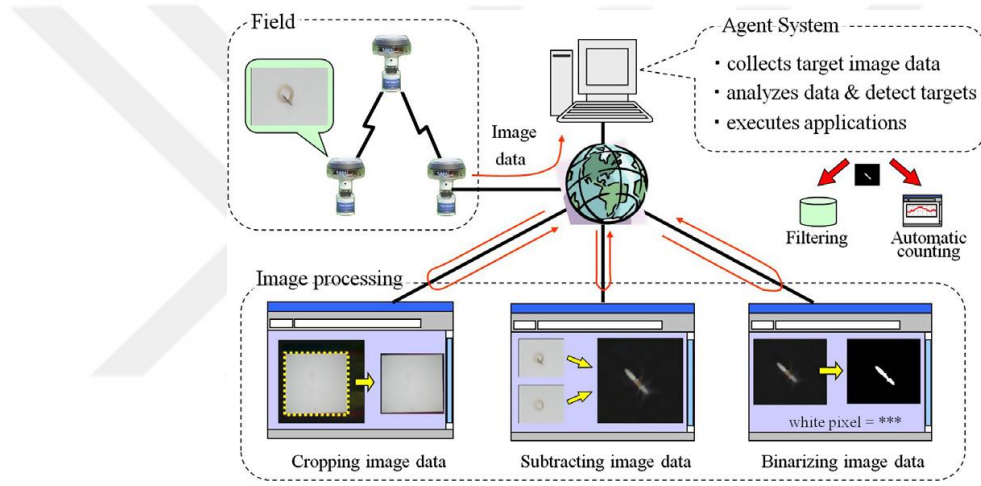 Field
Agent System
・collects target image data
・analyzes data & detect targets
・executes applications
Image
data
Filtering
Automatic
counting
Image processing
white pixel = ***
Cropping image data
Subtracting image data
Binarizing image data